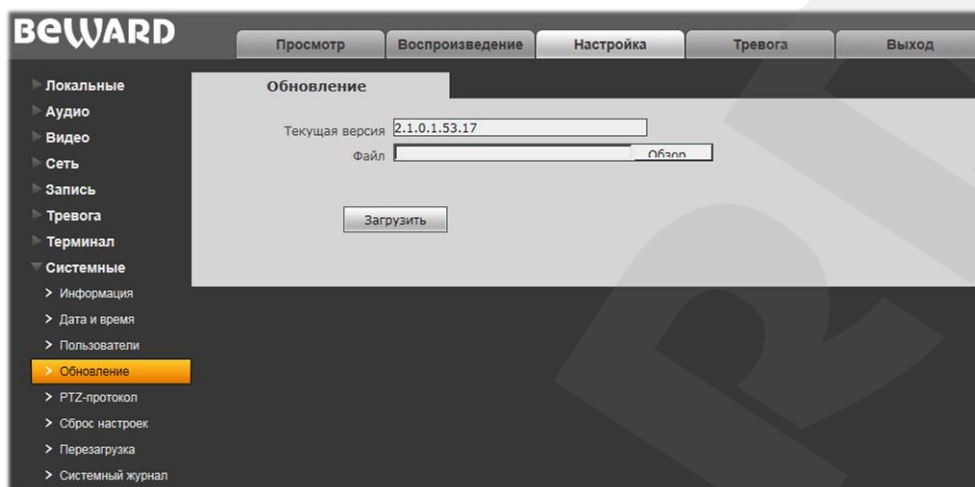 BEWARD
Просмотр
Воспроизведение
Настройка
Тревога
Выход
Локальные
Аудио
Видео
Сеть
Запись
Тревога
Терминал
Системные
Информация
Дата и время
Пользователи
Обновление
PTZ-протокол
Сброс настроек
Перезагрузка
Системный журнал
Обновление
Текущая версия 2.1.0.1.53.17
Файл Обзор
Загрузить